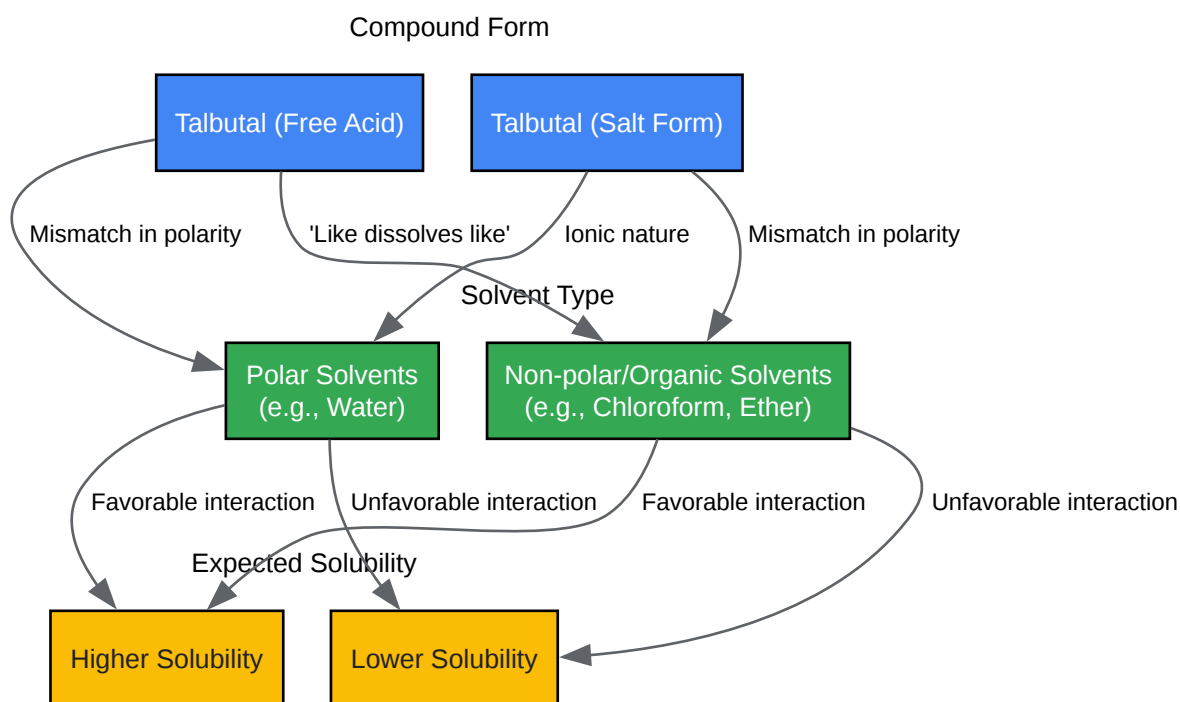 Compound Form
Talbutal (Free Acid)
Talbutal (Salt Form)
Mismatch in polarity
'Like dissolves like'
Ionic nature
Mismatch in polarity
Solvent Type
Polar Solvents
(e.g., Water)
Non-polar/Organic Solvents
(e.g., Chloroform, Ether)
Favorable interaction
Unfavorable interaction
Favorable interaction
Unfavorable interaction
Expected Solubility
Higher Solubility
Lower Solubility